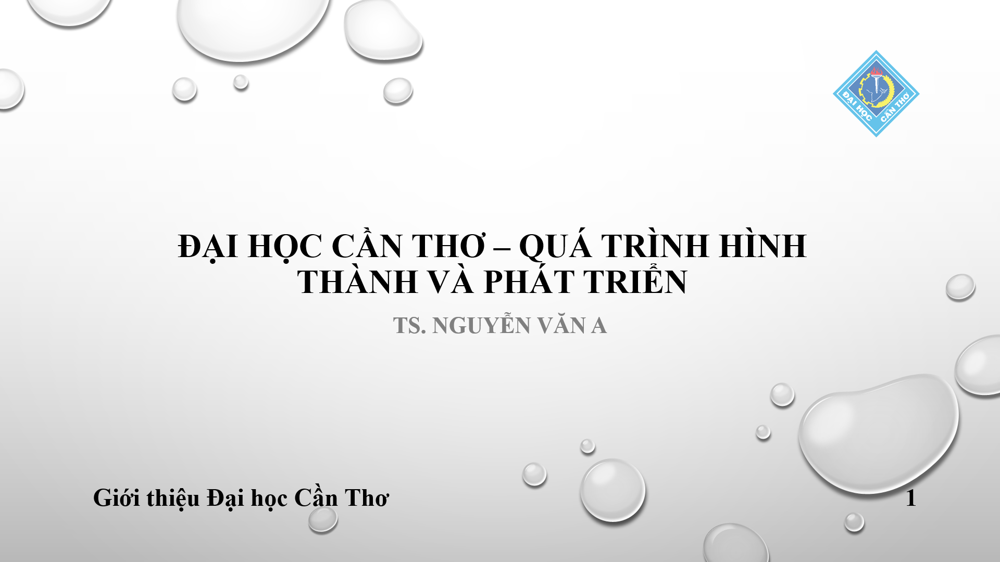 ĐẠI HỌC CẦN THƠ
ĐẠI HỌC CẦN THƠ – QUÁ TRÌNH HÌNH
THÀNH VÀ PHÁT TRIỂN
TS. NGUYỄN VĂN A
Giới thiệu Đại học Cần Thơ
1